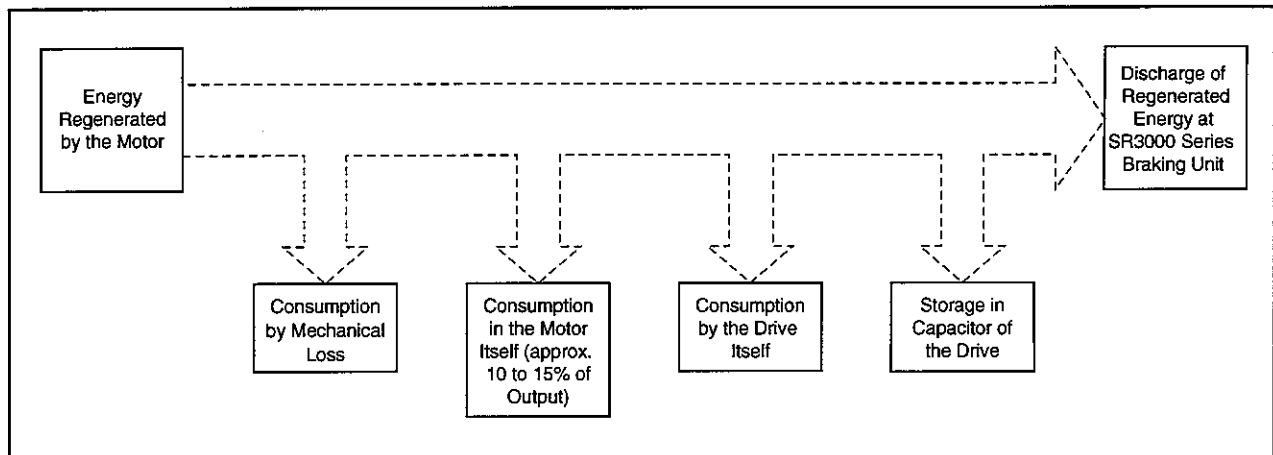 Energy
Regenerated
by the Motor
Discharge of
Regenerated
Energy at
SR3000 Series
Braking Unit
Consumption
by Mechanical
Loss
Consumption
in the Motor
Itself (approx.
10 to 15% of
Output)
Consumption
by the Drive
Itself
Storage in
Capacitor of
the Drive